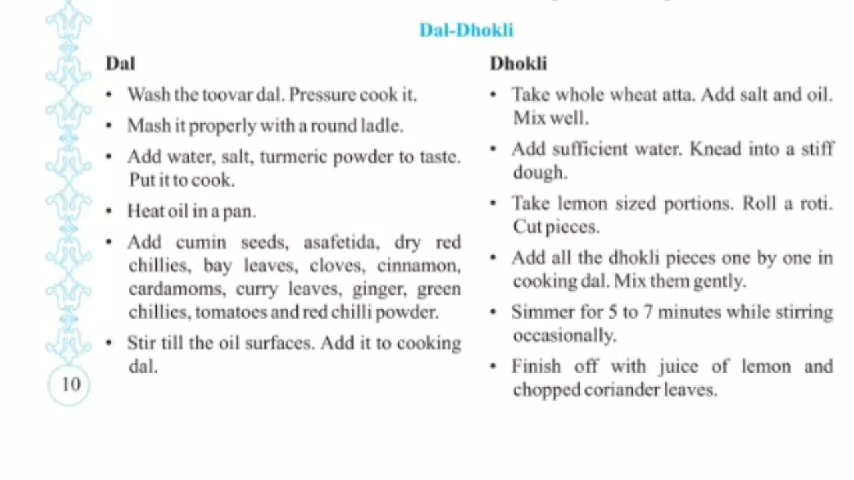 Dal-Dhokli
Dal
• Wash the toovar dal. Pressure cook it.
• Mash it properly with a round ladle.
• Add water, salt, turmeric powder to taste.
Put it to cook.
• Heat oil in a pan.
• Add cumin seeds, asafetida, dry red
chillies, bay leaves, cloves, cinnamon,
cardamoms, curry leaves, ginger, green
chillies, tomatoes and red chilli powder.
• Stir till the oil surfaces. Add it to cooking
dal.
Dhokli
• Take whole wheat atta. Add salt and oil.
Mix well.
• Add sufficient water. Knead into a stiff
dough.
• Take lemon sized portions. Roll a roti.
Cut pieces.
• Add all the dhokli pieces one by one in
cooking dal. Mix them gently.
• Simmer for 5 to 7 minutes while stirring
occasionally.
• Finish off with juice of lemon and
chopped coriander leaves.
10